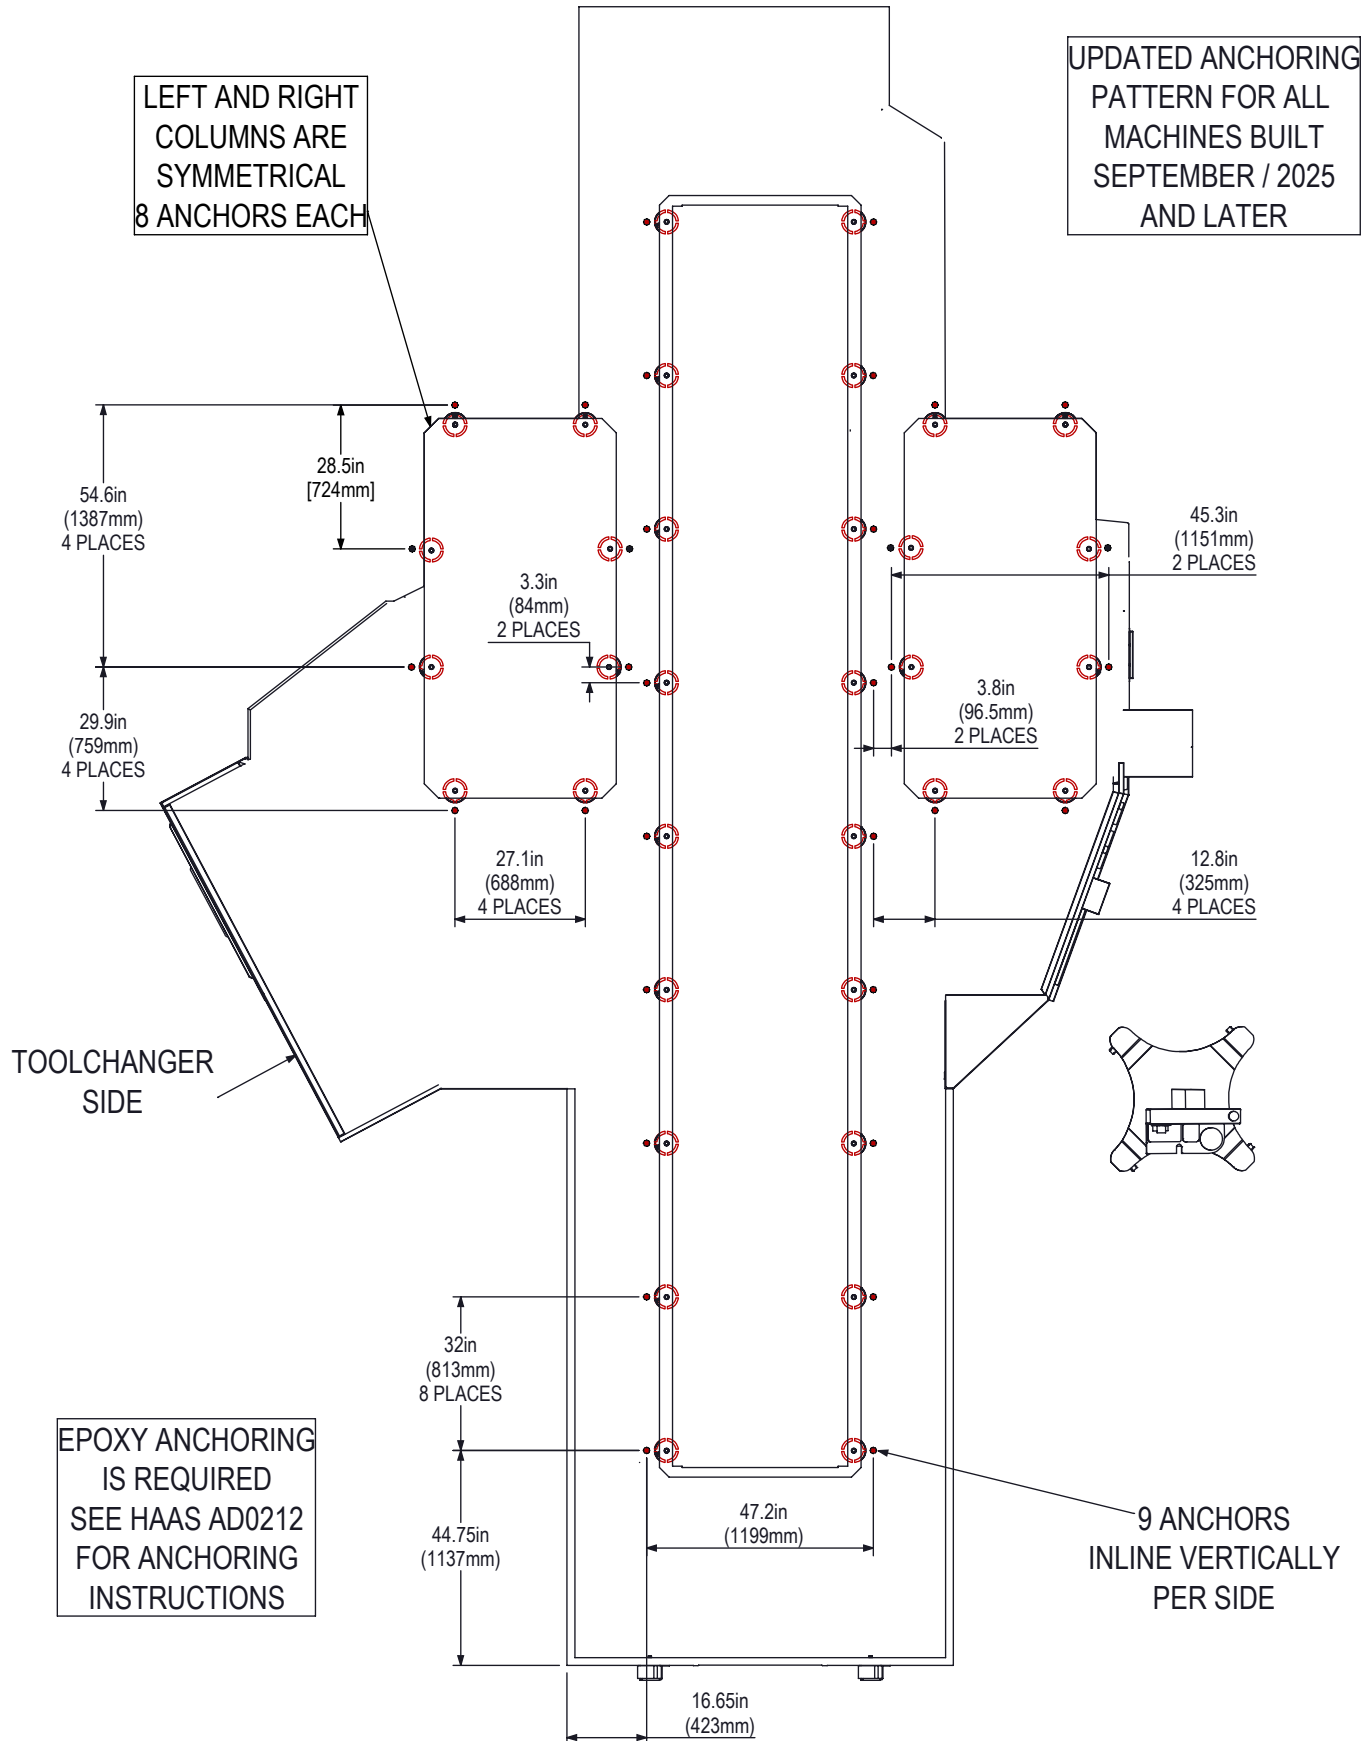 LEFT AND RIGHT
COLUMNS ARE
SYMMETRICAL
8 ANCHORS EACH
UPDATED ANCHORING
PATTERN FOR ALL
MACHINES BUILT
SEPTEMBER / 2025
AND LATER
28.5in
[724mm]
54.6in
(1387mm)
4 PLACES
45.3in
(1151mm)
2 PLACES
3.3in
(84mm)
2 PLACES
3.8in
(96.5mm)
2 PLACES
29.9in
(759mm)
4 PLACES
27.1in
(688mm)
4 PLACES
12.8in
(325mm)
4 PLACES
TOOLCHANGER
SIDE
32in
(813mm)
8 PLACES
EPOXY ANCHORING
IS REQUIRED
SEE HAAS AD0212
FOR ANCHORING
INSTRUCTIONS
44.75in
(1137mm)
47.2in
(1199mm)
9 ANCHORS
INLINE VERTICALLY
PER SIDE
16.65in
(423mm)